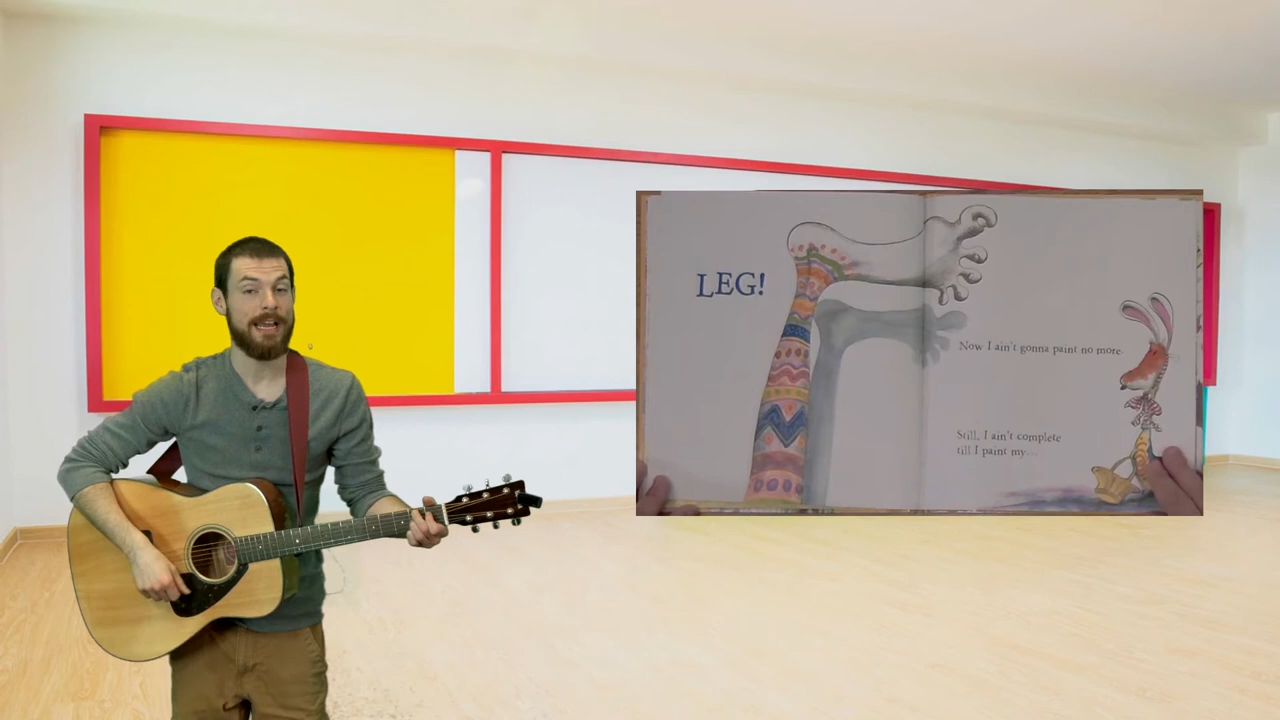 LEG!
Now I ain't gonna paint no more.
Still, I ain't complete
till I paint my...